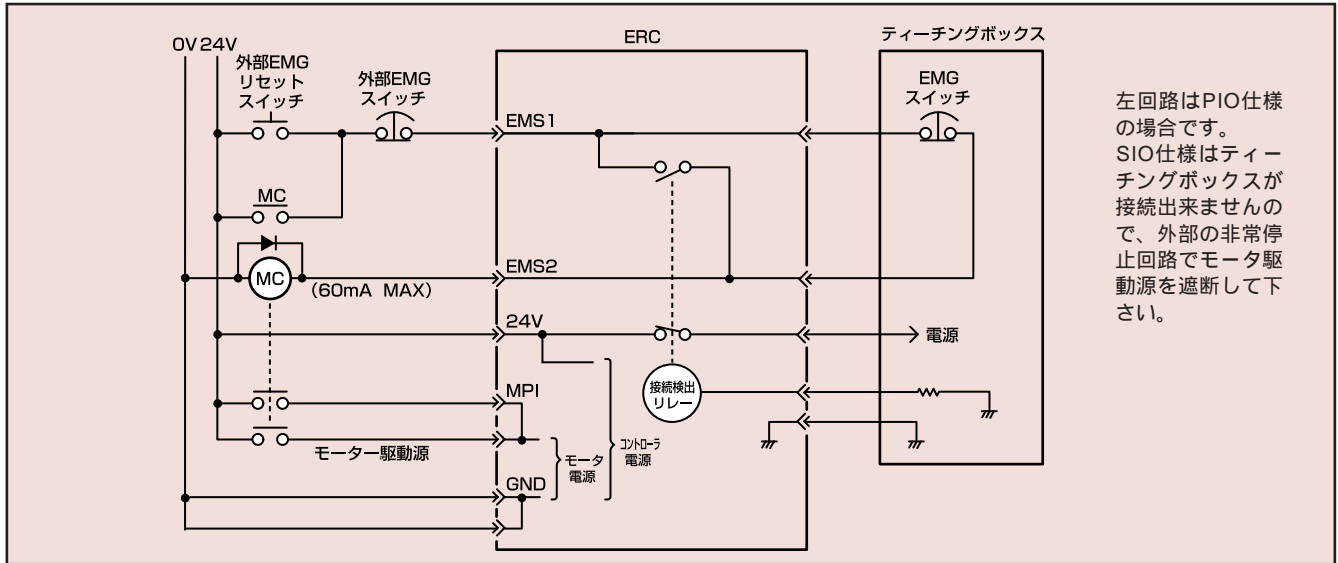 0V 24V
外部EMG
リセット
スイッチ
外部EMG
スイッチ
MC
MC
(60mA MAX)
モーター駆動源
ERC
EMS1
EMS2
24V
MPI
GND
モータ
電源
コントローラ
電源
接続検出
リレー
ティーチングボックス
EMG
スイッチ
電源
左回路はPIO仕様
の場合です。
SIO仕様はティー
チングボックスが
接続出来ませんの
で、外部の非常停
止回路でモータ駆
動源を遮断して下
さい。